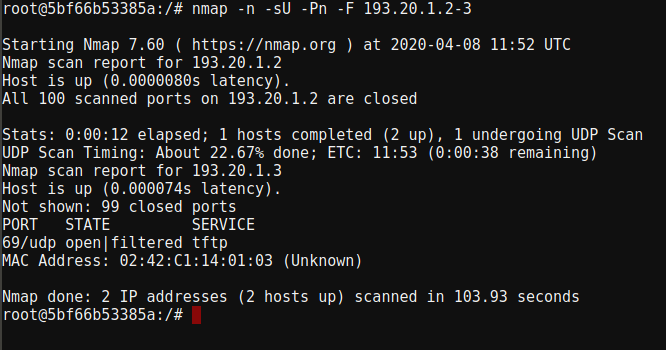 root@5bf66b53385a:/# nmap -n -sU -Pn -F 193.20.1.2-3
Starting Nmap 7.60 ( https://nmap.org ) at 2020-04-08 11:52 UTC
Nmap scan report for 193.20.1.2
Host is up (0.0000080s latency).
All 100 scanned ports on 193.20.1.2 are closed
Stats: 0:00:12 elapsed; 1 hosts completed (2 up), 1 undergoing UDP Scan
UDP Scan Timing: About 22.67% done; ETC: 11:53 (0:00:38 remaining)
Nmap scan report for 193.20.1.3
Host is up (0.000074s latency).
Not shown: 99 closed ports
PORT   STATE         SERVICE
69/udp open|filtered tftp
MAC Address: 02:42:C1:14:01:03 (Unknown)
Nmap done: 2 IP addresses (2 hosts up) scanned in 103.93 seconds
root@5bf66b53385a:/#